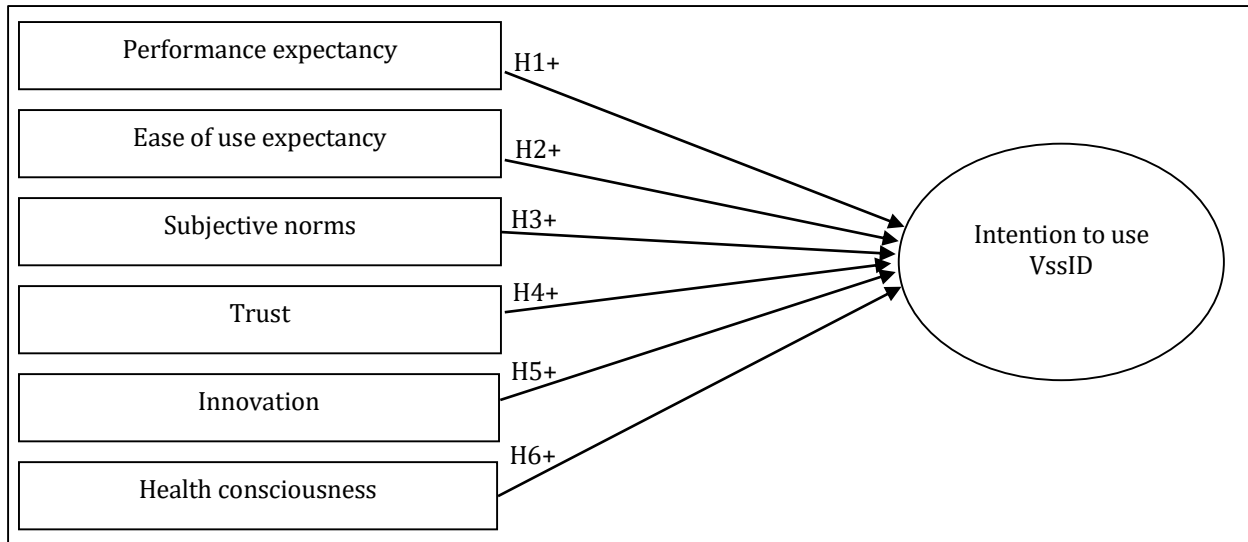 Performance expectancy
H1+
Ease of use expectancy
H2+
Subjective norms
H3+
Trust
H4+
Innovation
H5+
Health consciousness
H6+
Intention to use
VssID